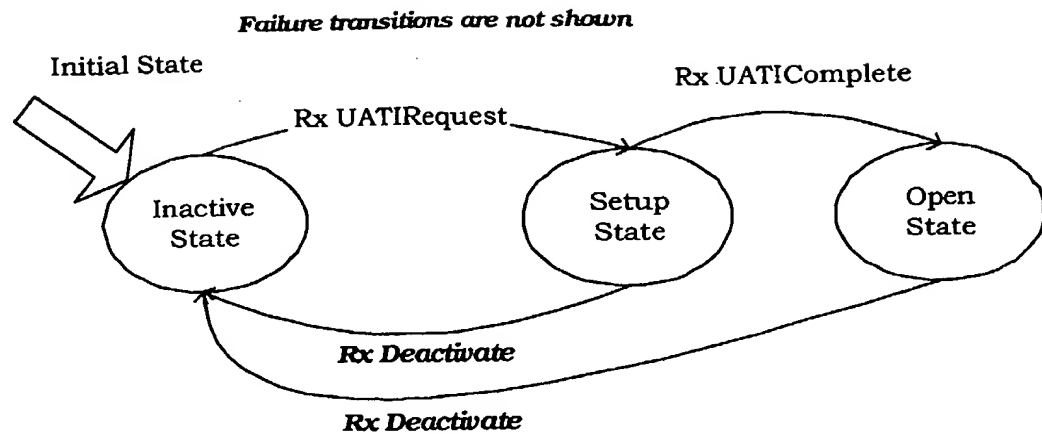 Failure transitions are not shown
Initial State
Rx UATIComplete
Rx UATIRequest
Inactive
State
Setup
State
Open
State
Rx Deactivate
Rx Deactivate